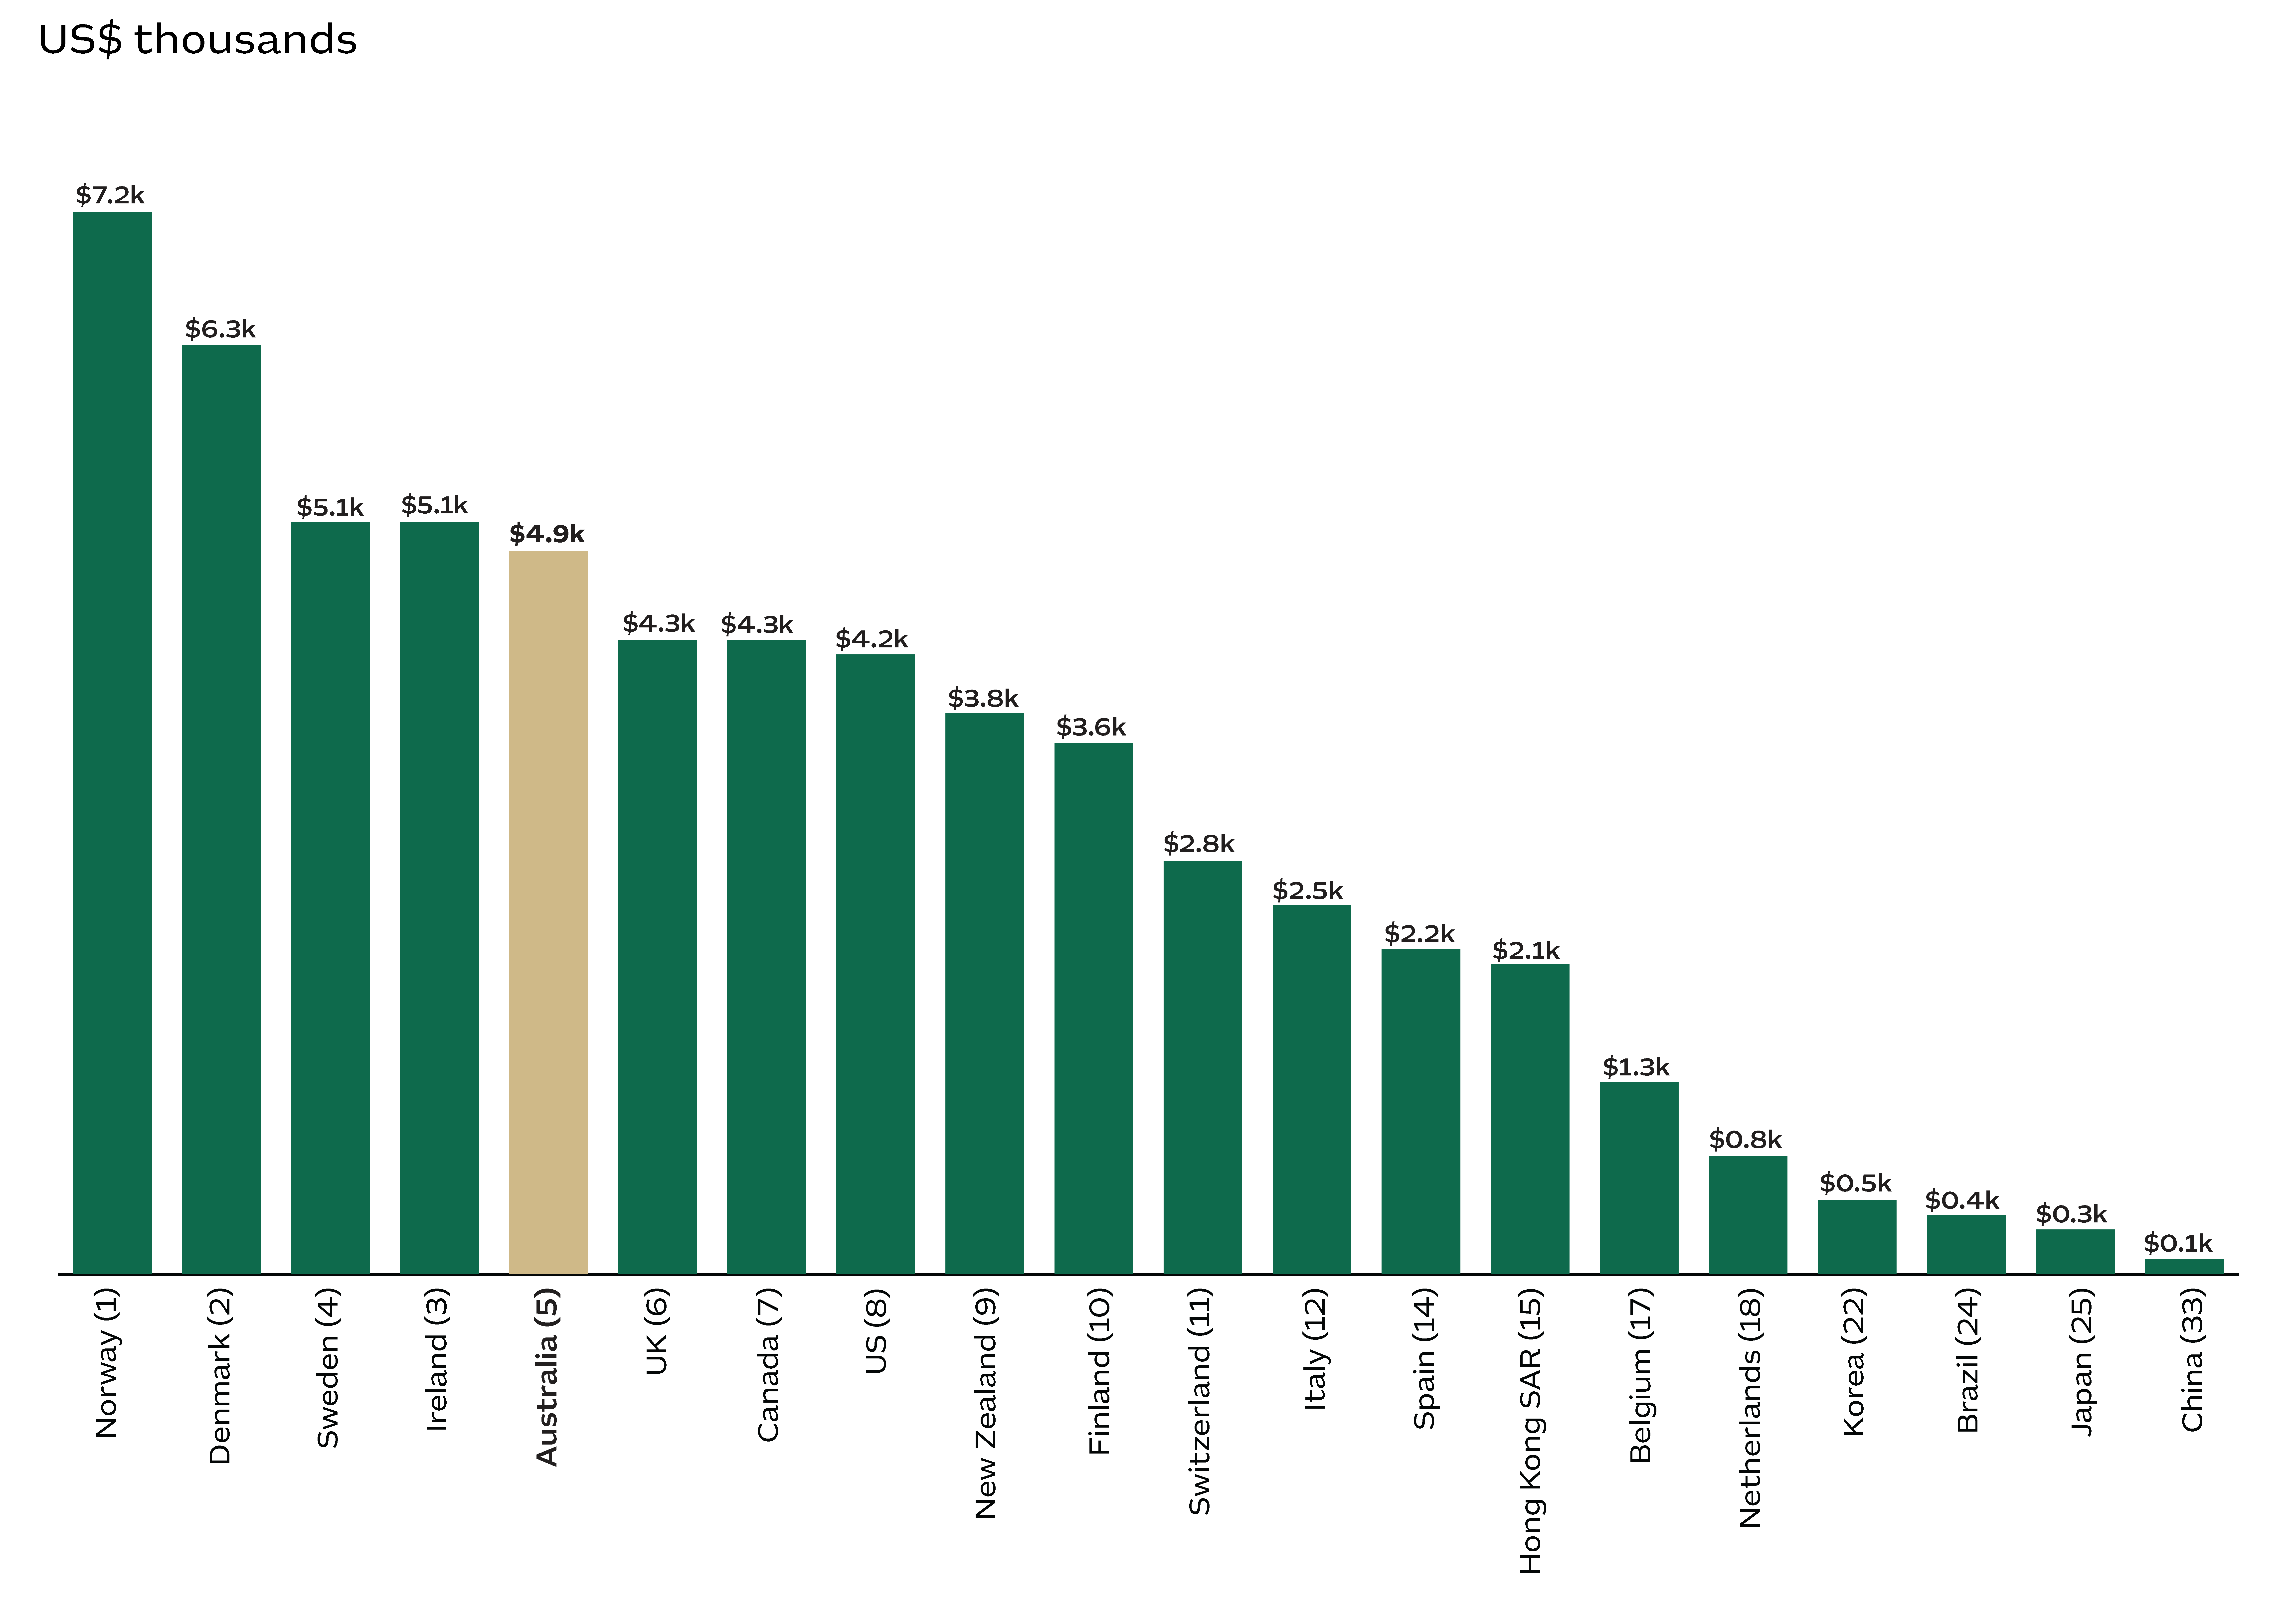 US$ thousands
$7.2k
$6.3k
$5.1k
$5.1k
$4.9k
$4.3k
$4.3k
$4.2k
$3.8k
$3.6k
$2.8k
$2.5k
$2.2k
$2.1k
$1.3k
$0.8k
$0.5k
$0.4k
$0.3k
$0.1k
Norway (1)
Denmark (2)
Sweden (4)
Ireland (3)
Australia (5)
UK (6)
Canada (7)
US (8)
New Zealand (9)
Finland (10)
Switzerland (11)
Italy (12)
Spain (14)
Hong Kong SAR (15)
Belgium (17)
Netherlands (18)
Korea (22)
Brazil (24)
Japan (25)
China (33)